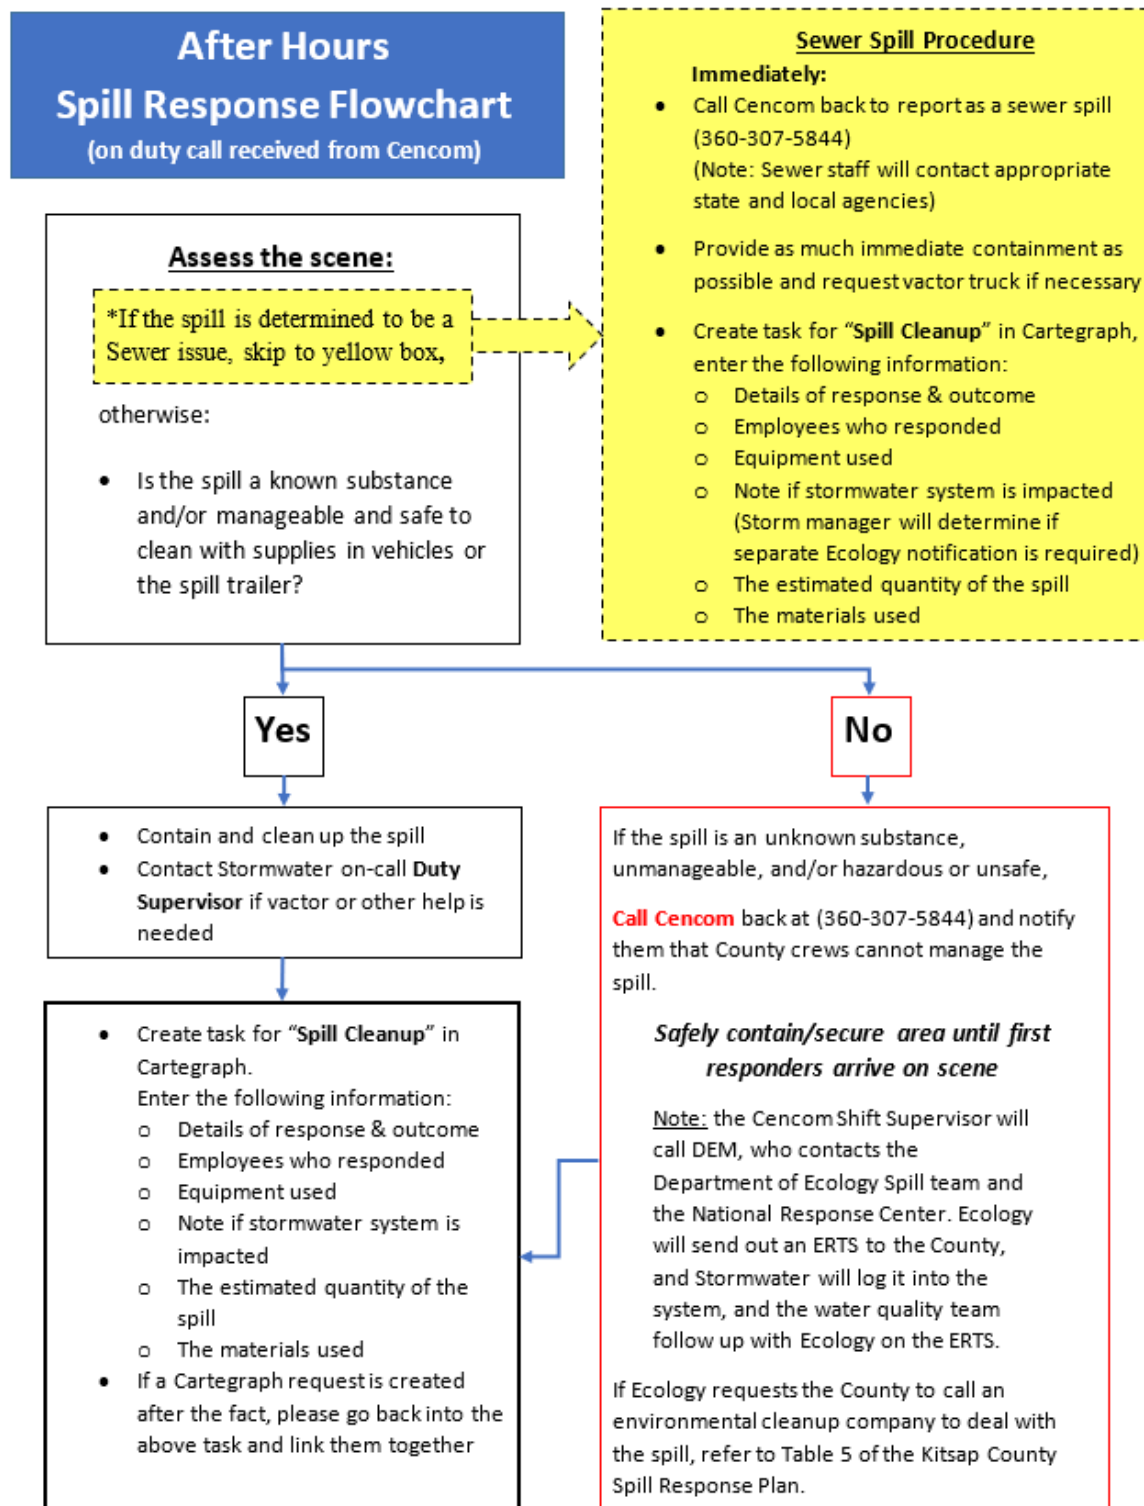 After Hours
Spill Response Flowchart
(on duty call received from Cencom)
Assess the scene:
*If the spill is determined to be a
Sewer issue, skip to yellow box,
otherwise:
• Is the spill a known substance
and/or manageable and safe to
clean with supplies in vehicles or
the spill trailer?
Sewer Spill Procedure
Immediately:
• Call Cencom back to report as a sewer spill
(360-307-5844)
(Note: Sewer staff will contact appropriate
state and local agencies)
• Provide as much immediate containment as
possible and request vactor truck if necessary
• Create task for “Spill Cleanup” in Cartegraph,
enter the following information:
o Details of response & outcome
o Employees who responded
o Equipment used
o Note if stormwater system is impacted
(Storm manager will determine if
separate Ecology notification is required)
o The estimated quantity of the spill
o The materials used
Yes
• Contain and clean up the spill
• Contact Stormwater on-call Duty
Supervisor if vactor or other help is
needed
• Create task for “Spill Cleanup” in
Cartegraph.
Enter the following information:
o Details of response & outcome
o Employees who responded
o Equipment used
o Note if stormwater system is
impacted
o The estimated quantity of the
spill
o The materials used
• If a Cartegraph request is created
after the fact, please go back into the
above task and link them together
No
If the spill is an unknown substance,
unmanageable, and/or hazardous or unsafe,
Call Cencom back at (360-307-5844) and notify
them that County crews cannot manage the
spill.
Safely contain/secure area until first
responders arrive on scene
Note: the Cencom Shift Supervisor will
call DEM, who contacts the
Department of Ecology Spill team and
the National Response Center. Ecology
will send out an ERTS to the County,
and Stormwater will log it into the
system, and the water quality team
follow up with Ecology on the ERTS.
If Ecology requests the County to call an
environmental cleanup company to deal with
the spill, refer to Table 5 of the Kitsap County
Spill Response Plan.